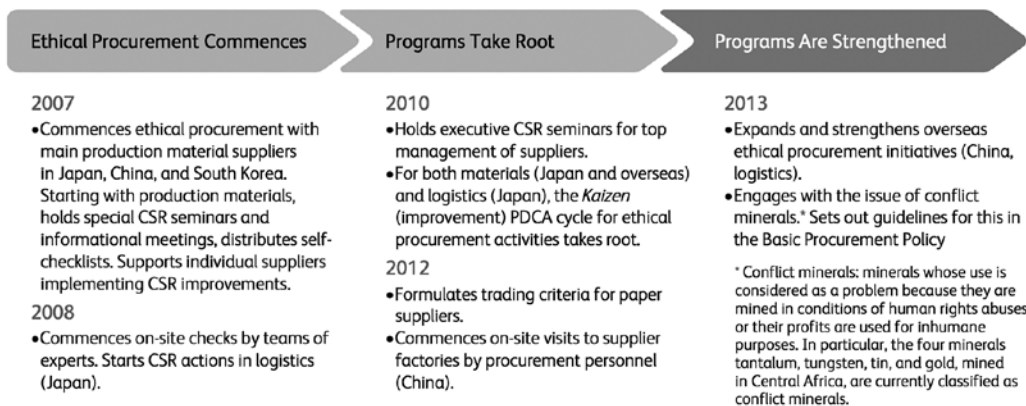 Ethical Procurement Commences
Programs Take Root
Programs Are Strengthened
2007
•Commences ethical procurement with
main production material suppliers
in Japan, China, and South Korea.
Starting with production materials,
holds special CSR seminars and
informational meetings, distributes self-
checklists. Supports individual suppliers
implementing CSR improvements.
2008
•Commences on-site checks by teams of
experts. Starts CSR actions in logistics
(Japan).
2010
•Holds executive CSR seminars for top
management of suppliers.
•For both materials (Japan and overseas)
and logistics (Japan), the Kaizen
(improvement) PDCA cycle for ethical
procurement activities takes root.
2012
•Formulates trading criteria for paper
suppliers.
•Commences on-site visits to supplier
factories by procurement personnel
(China).
2013
•Expands and strengthens overseas
ethical procurement initiatives (China,
logistics).
•Engages with the issue of conflict
minerals.* Sets out guidelines for this in
the Basic Procurement Policy
* Conflict minerals: minerals whose use is
considered as a problem because they are
mined in conditions of human rights abuses
or their profits are used for inhumane
purposes. In particular, the four minerals
tantalum, tungsten, tin, and gold, mined
in Central Africa, are currently classified as
conflict minerals.